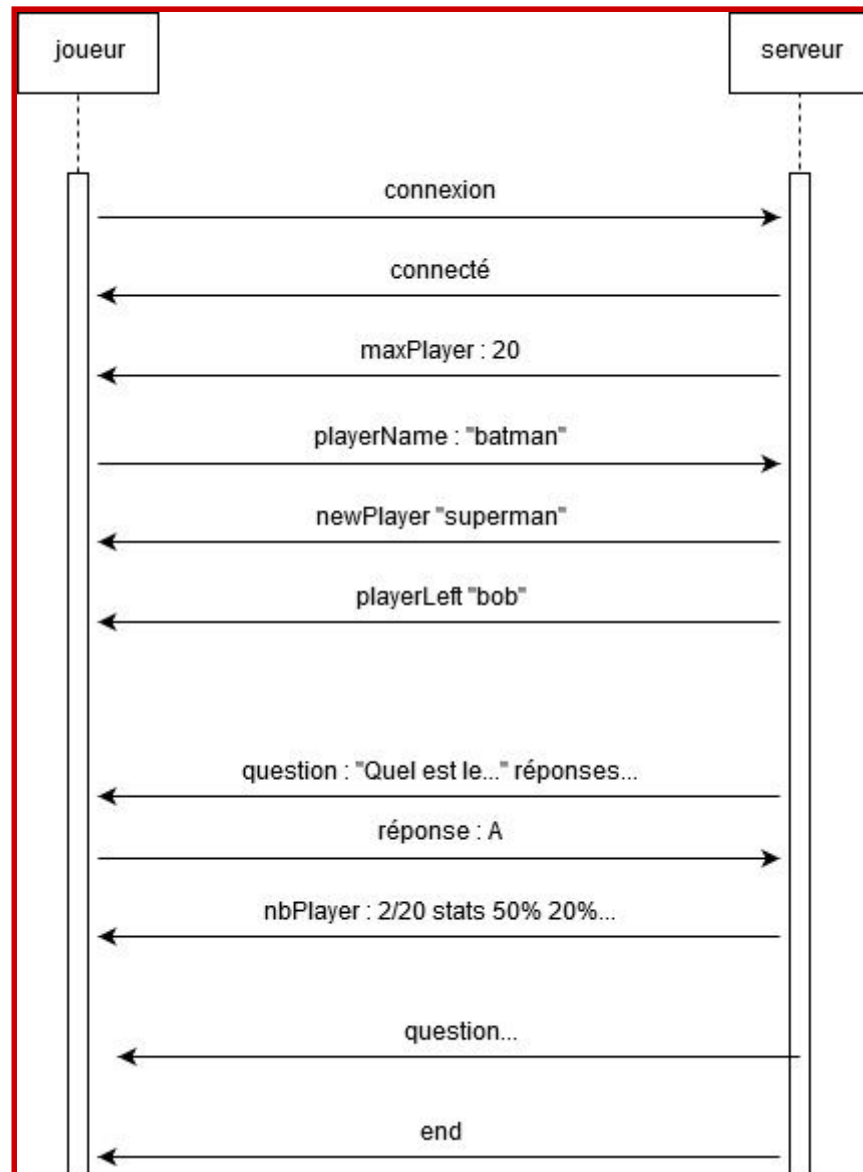 joueur
serveur
connexion
connecté
maxPlayer : 20
playerName : "batman"
newPlayer "superman"
playerLeft "bob"
question : "Quel est le..." réponses...
réponse : A
nbPlayer : 2/20 stats 50% 20%...
question...
end